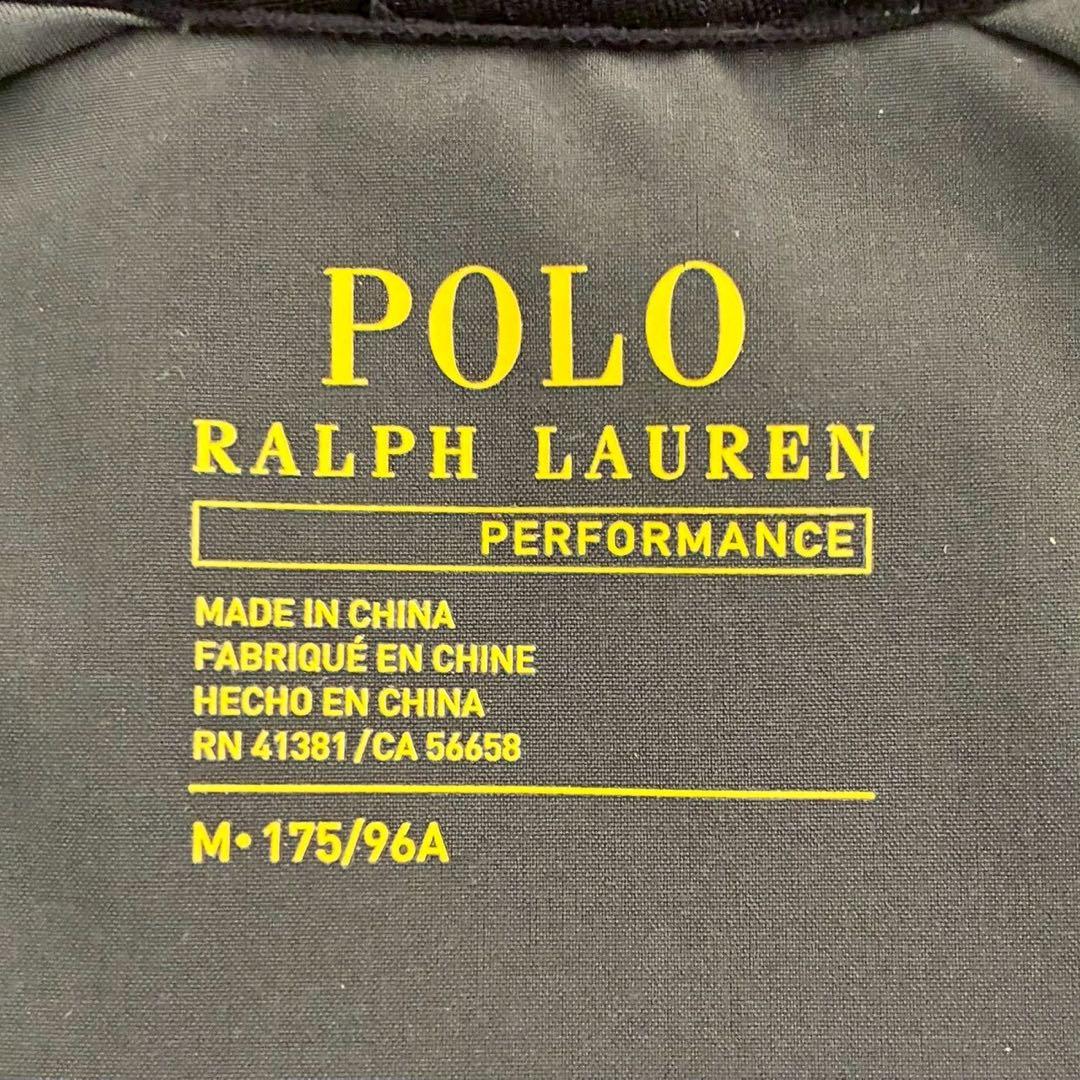 POLO
RALPH LAUREN
PERFORMANCE
MADE IN CHINA
FABRIQUÉ EN CHINE
HECHO EN CHINA
RN 41381/CA 56658
M• 175/96A